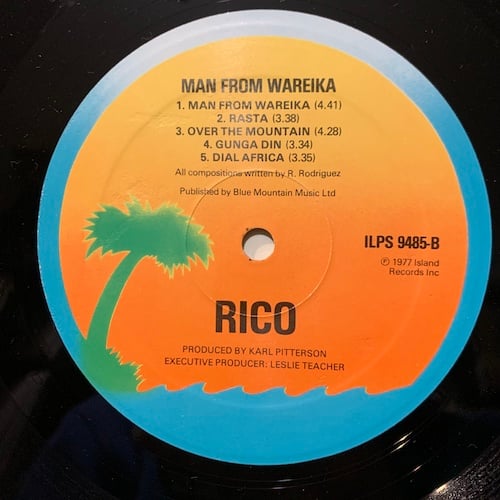 MAN FROM WAREIKA
1. MAN FROM WAREIKA (4.41)
2. RASTA (3.38)
3. OVER THE MOUNTAIN (4.28)
4. GUNGA DIN (3.34)
5. DIAL AFRICA (3.35)
All compositions written by R. Rodriguez
Published by Blue Mountain Music Ltd
ILPS 9485-B
℗ 1977 Island
Records Inc
RICO
PRODUCED BY KARL PITTERSON
EXECUTIVE PRODUCER: LESLIE TEACHER